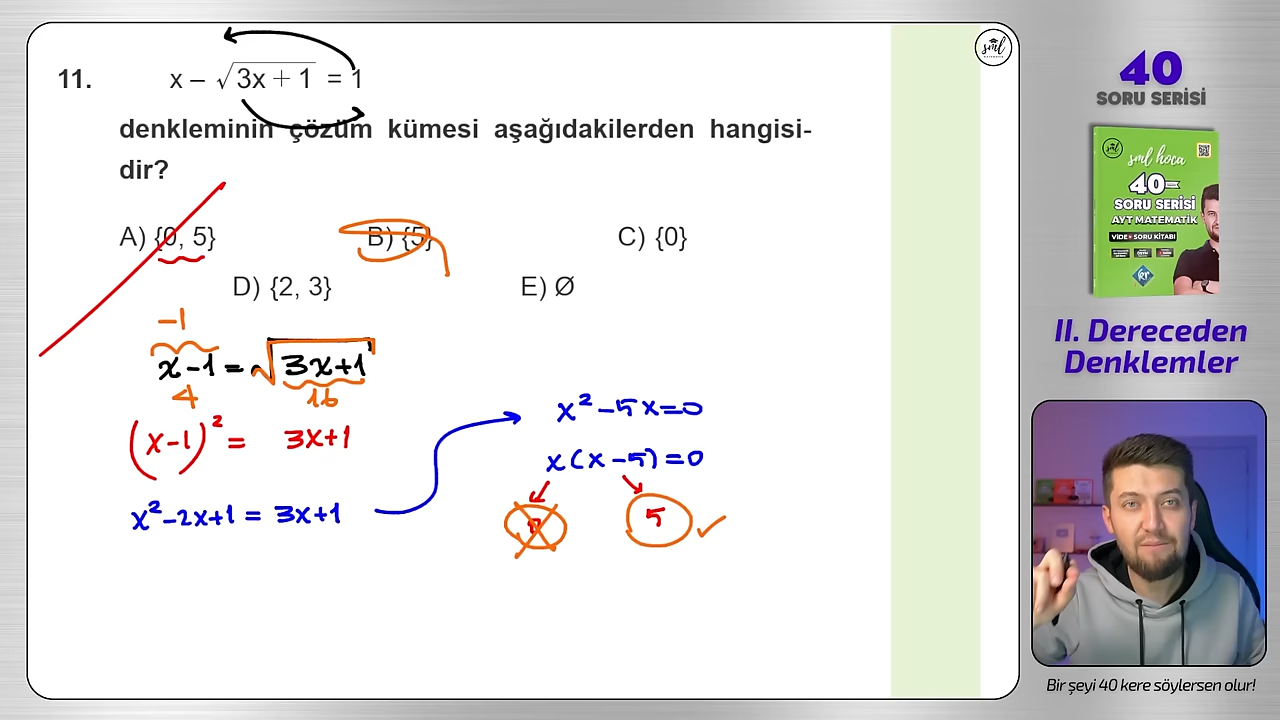 11. x – √3x + 1 = 1
denkleminin çözüm kümesi aşağıdakilerden hangisi-
dir?
A) {0, 5} B) {5} C) {0}
D) {2, 3} E) Ø
-1
x-1 = √3x+1
4 16
(x-1)² = 3x+1
x²-2x+1 = 3x+1
x²-5x=0
x(x-5)=0
0 5
sml
40
SORU SERİSİ
sml hoca
40
SORU SERİSİ
AYT MATEMATİK
VİDEO SORU KİTABI
II. Dereceden
Denklemler
Bir şeyi 40 kere söylersen olur!